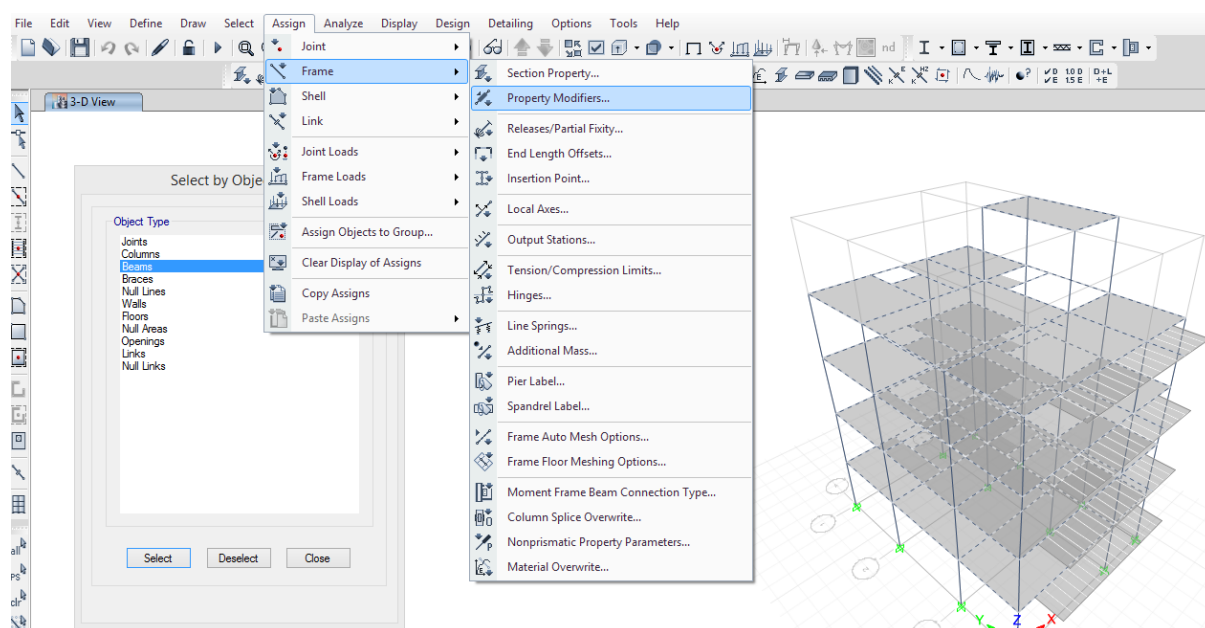 File Edit View Define Draw Select Assign Analyze Display Design Detailing Options Tools Help
nd
3-D View
Joint
Frame
Shell
Link
Joint Loads
Frame Loads
Shell Loads
Assign Objects to Group...
Clear Display of Assigns
Copy Assigns
Paste Assigns
Section Property...
Property Modifiers...
Releases/Partial Fixity...
End Length Offsets...
Insertion Point...
Local Axes...
Output Stations...
Tension/Compression Limits...
Hinges...
Line Springs...
Additional Mass...
Pier Label...
Spandrel Label...
Frame Auto Mesh Options...
Frame Floor Meshing Options...
Moment Frame Beam Connection Type...
Column Splice Overwrite...
Nonprismatic Property Parameters...
Material Overwrite...
Select by Obje
Object Type
Joints
Columns
Beams
Braces
Null Lines
Walls
Floors
Null Areas
Openings
Links
Null Links
Select Deselect Close
all
PS
clr
Y Z X